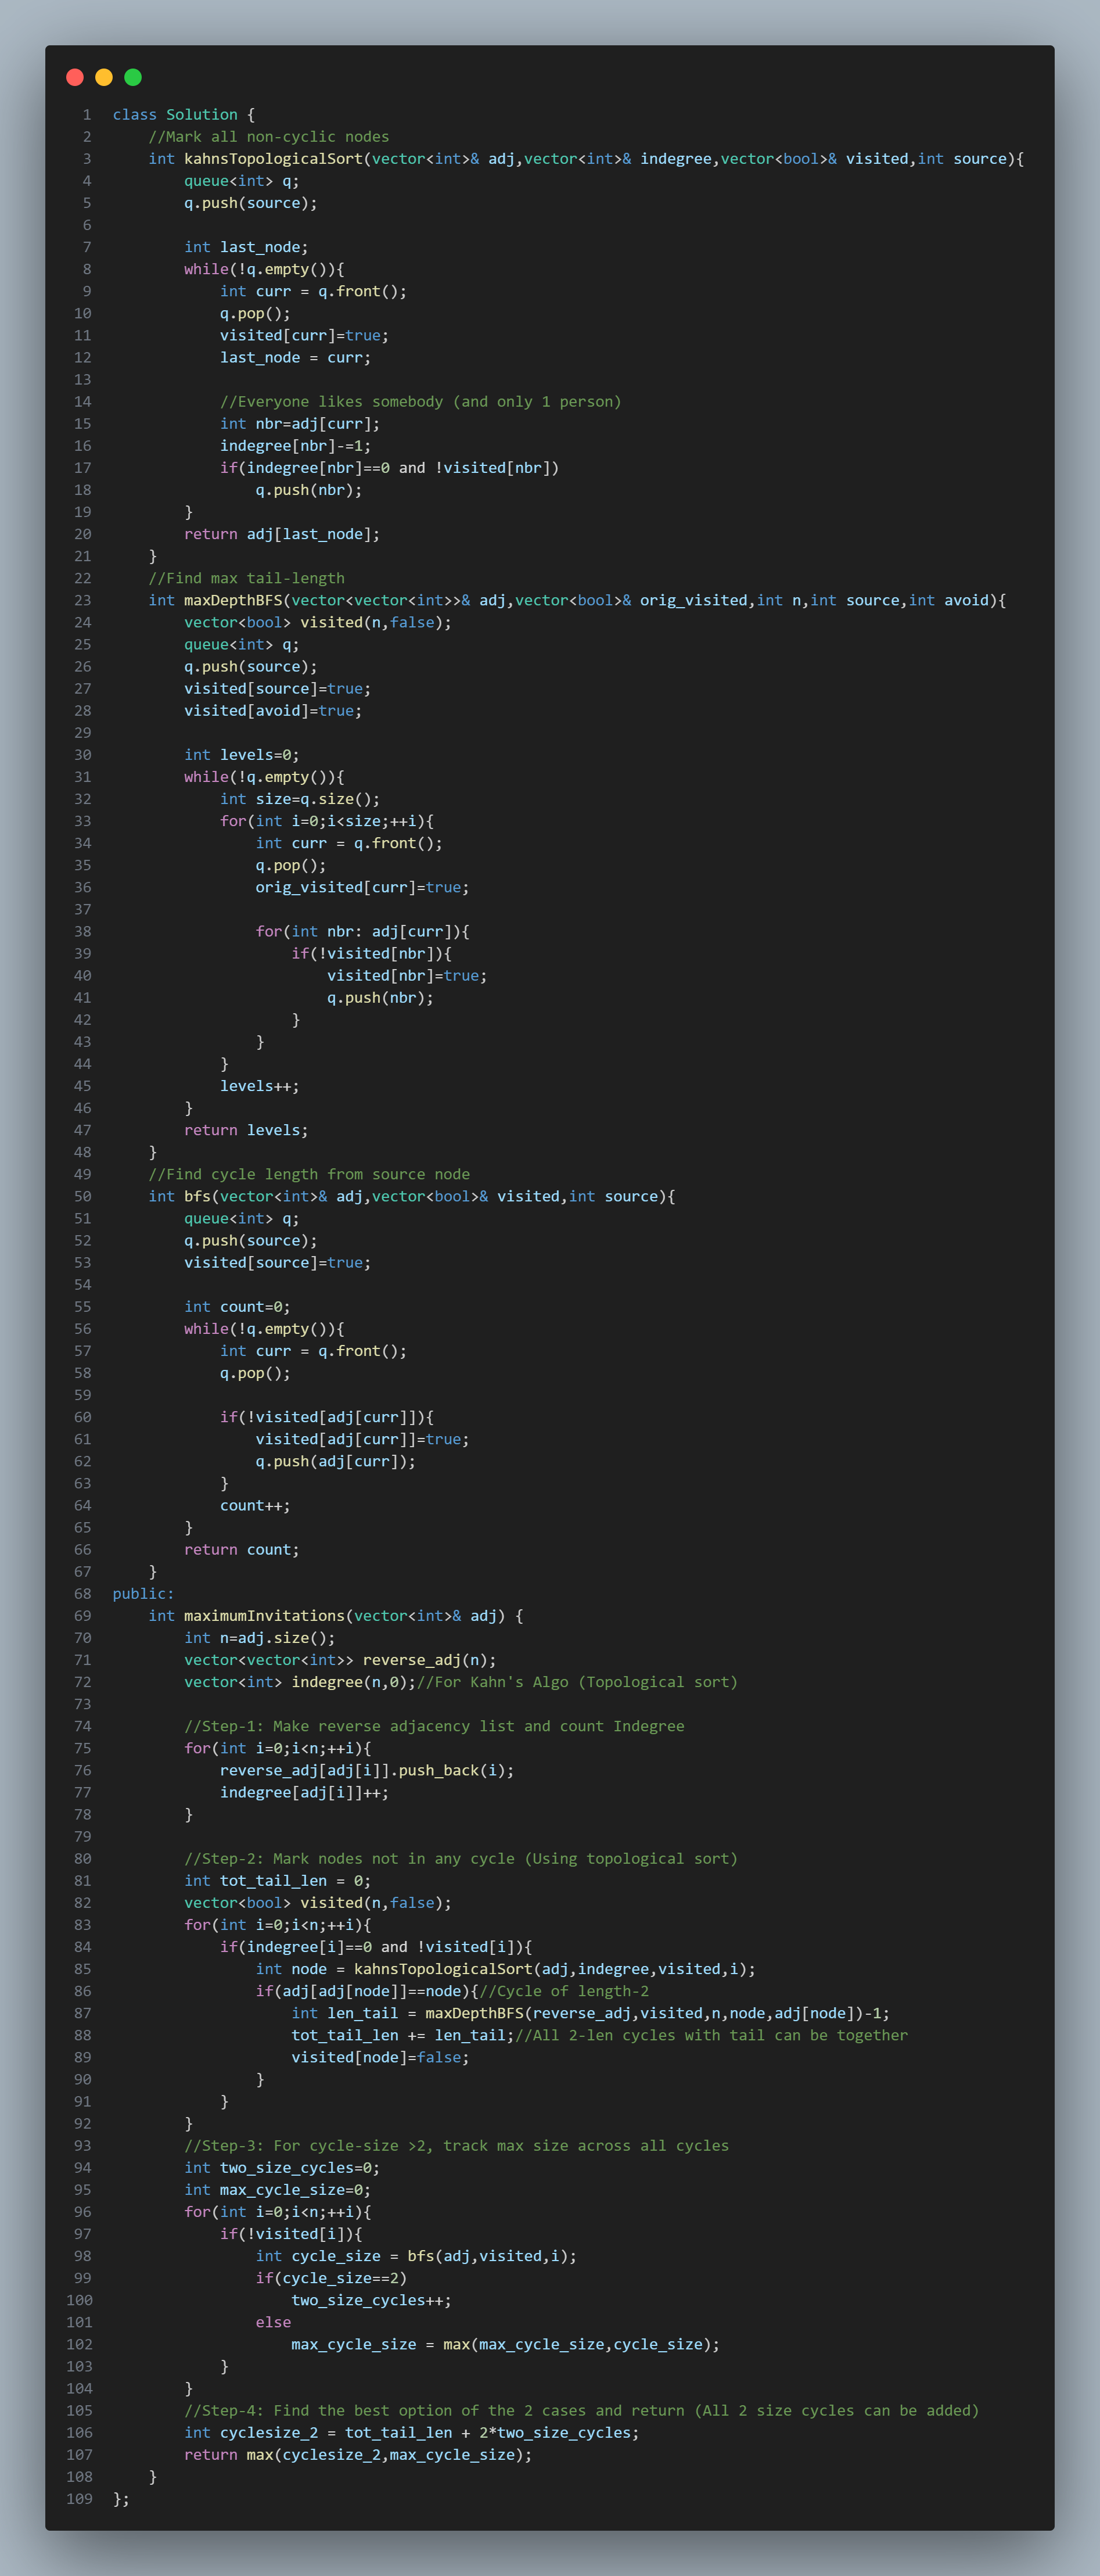 1 class Solution {
2     //Mark all non-cyclic nodes
3     int kahnsTopologicalSort(vector<int>& adj,vector<int>& indegree,vector<bool>& visited,int source){
4         queue<int> q;
5         q.push(source);
6
7         int last_node;
8         while(!q.empty()){
9             int curr = q.front();
10             q.pop();
11             visited[curr]=true;
12             last_node = curr;
13
14             //Everyone likes somebody (and only 1 person)
15             int nbr=adj[curr];
16             indegree[nbr]-=1;
17             if(indegree[nbr]==0 and !visited[nbr])
18                 q.push(nbr);
19         }
20         return adj[last_node];
21     }
22     //Find max tail-length
23     int maxDepthBFS(vector<vector<int>>& adj,vector<bool>& orig_visited,int n,int source,int avoid){
24         vector<bool> visited(n,false);
25         queue<int> q;
26         q.push(source);
27         visited[source]=true;
28         visited[avoid]=true;
29
30         int levels=0;
31         while(!q.empty()){
32             int size=q.size();
33             for(int i=0;i<size;++i){
34                 int curr = q.front();
35                 q.pop();
36                 orig_visited[curr]=true;
37
38                 for(int nbr: adj[curr]){
39                     if(!visited[nbr]){
40                         visited[nbr]=true;
41                         q.push(nbr);
42                     }
43                 }
44             }
45             levels++;
46         }
47         return levels;
48     }
49     //Find cycle length from source node
50     int bfs(vector<int>& adj,vector<bool>& visited,int source){
51         queue<int> q;
52         q.push(source);
53         visited[source]=true;
54
55         int count=0;
56         while(!q.empty()){
57             int curr = q.front();
58             q.pop();
59
60             if(!visited[adj[curr]]){
61                 visited[adj[curr]]=true;
62                 q.push(adj[curr]);
63             }
64             count++;
65         }
66         return count;
67     }
68 public:
69     int maximumInvitations(vector<int>& adj) {
70         int n=adj.size();
71         vector<vector<int>> reverse_adj(n);
72         vector<int> indegree(n,0);//For Kahn's Algo (Topological sort)
73
74         //Step-1: Make reverse adjacency list and count Indegree
75         for(int i=0;i<n;++i){
76             reverse_adj[adj[i]].push_back(i);
77             indegree[adj[i]]++;
78         }
79
80         //Step-2: Mark nodes not in any cycle (Using topological sort)
81         int tot_tail_len = 0;
82         vector<bool> visited(n,false);
83         for(int i=0;i<n;++i){
84             if(indegree[i]==0 and !visited[i]){
85                 int node = kahnsTopologicalSort(adj,indegree,visited,i);
86                 if(adj[adj[node]]==node){//Cycle of length-2
87                     int len_tail = maxDepthBFS(reverse_adj,visited,n,node,adj[node])-1;
88                     tot_tail_len += len_tail;//All 2-len cycles with tail can be together
89                     visited[node]=false;
90                 }
91             }
92         }
93         //Step-3: For cycle-size >2, track max size across all cycles
94         int two_size_cycles=0;
95         int max_cycle_size=0;
96         for(int i=0;i<n;++i){
97             if(!visited[i]){
98                 int cycle_size = bfs(adj,visited,i);
99                 if(cycle_size==2)
100                     two_size_cycles++;
101                 else
102                     max_cycle_size = max(max_cycle_size,cycle_size);
103             }
104         }
105         //Step-4: Find the best option of the 2 cases and return (All 2 size cycles can be added)
106         int cyclesize_2 = tot_tail_len + 2*two_size_cycles;
107         return max(cyclesize_2,max_cycle_size);
108     }
109 };